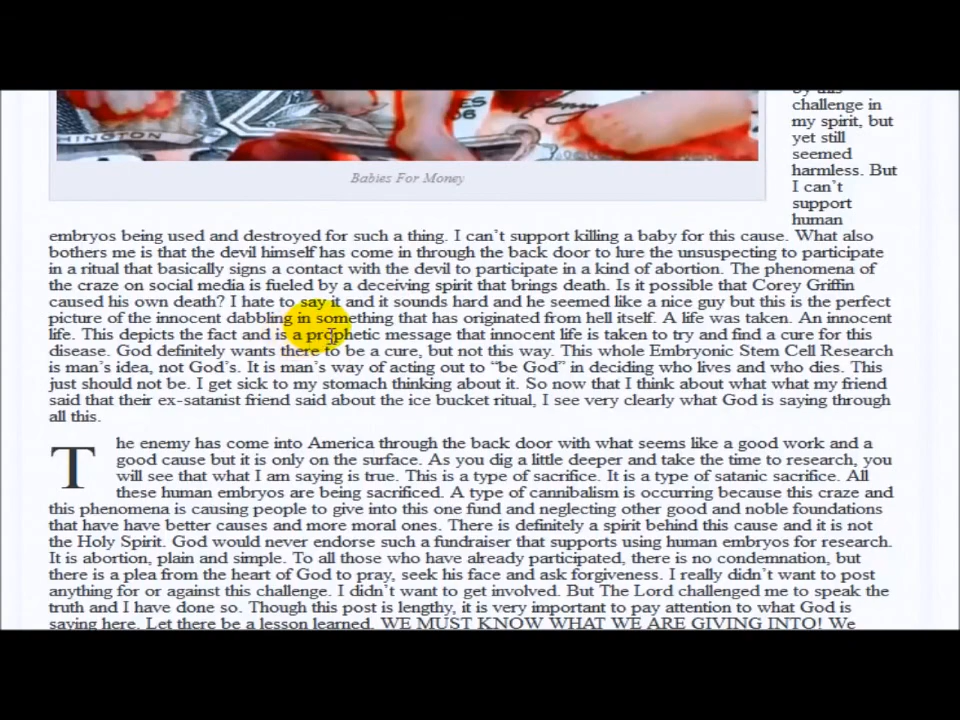 HINGTON
ES
06
Babies For Money
by this
challenge in
my spirit, but
yet still
seemed
harmless. But
I can't
support
human
embryos being used and destroyed for such a thing. I can't support killing a baby for this cause. What also
bothers me is that the devil himself has come in through the back door to lure the unsuspecting to participate
in a ritual that basically signs a contact with the devil to participate in a kind of abortion. The phenomena of
the craze on social media is fueled by a deceiving spirit that brings death. Is it possible that Corey Griffin
caused his own death? I hate to say it and it sounds hard and he seemed like a nice guy but this is the perfect
picture of the innocent dabbling in something that has originated from hell itself. A life was taken. An innocent
life. This depicts the fact and is a prophetic message that innocent life is taken to try and find a cure for this
disease. God definitely wants there to be a cure, but not this way. This whole Embryonic Stem Cell Research
is man's idea, not God's. It is man's way of acting out to “be God” in deciding who lives and who dies. This
just should not be. I get sick to my stomach thinking about it. So now that I think about what what my friend
said that their ex-satanist friend said about the ice bucket ritual, I see very clearly what God is saying through
all this.
The enemy has come into America through the back door with what seems like a good work and a
good cause but it is only on the surface. As you dig a little deeper and take the time to research, you
will see that what I am saying is true. This is a type of sacrifice. It is a type of satanic sacrifice. All
these human embryos are being sacrificed. A type of cannibalism is occurring because this craze and
this phenomena is causing people to give into this one fund and neglecting other good and noble foundations
that have have better causes and more moral ones. There is definitely a spirit behind this cause and it is not
the Holy Spirit. God would never endorse such a fundraiser that supports using human embryos for research.
It is abortion, plain and simple. To all those who have already participated, there is no condemnation, but
there is a plea from the heart of God to pray, seek his face and ask forgiveness. I really didn't want to post
anything for or against this challenge. I didn't want to get involved. But The Lord challenged me to speak the
truth and I have done so. Though this post is lengthy, it is very important to pay attention to what God is
saying here. Let there be a lesson learned. WE MUST KNOW WHAT WE ARE GIVING INTO! We